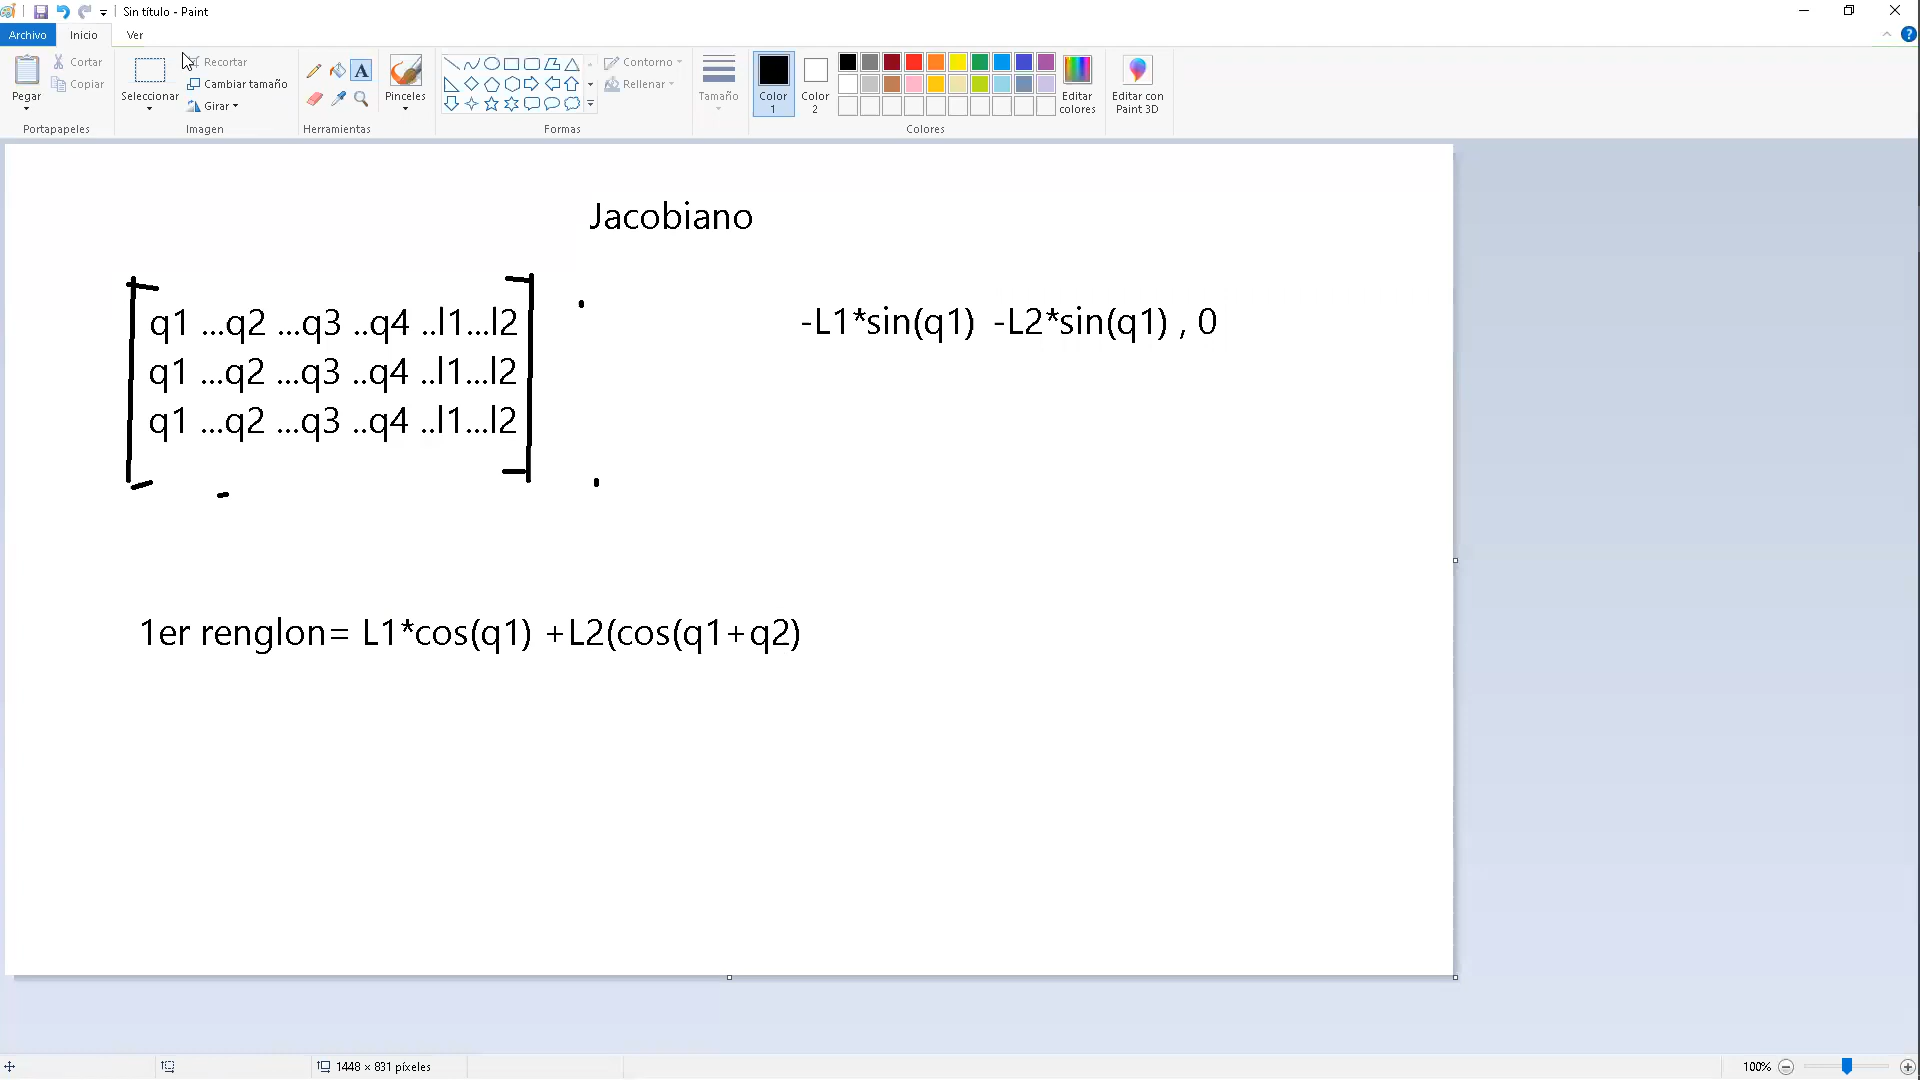 Sin título - Paint
Archivo Inicio Ver
Pegar
Cortar
Copiar
Portapapeles
Seleccionar
Recortar
Cambiar tamaño
Girar
Imagen
A
Herramientas
Pinceles
Contorno
Rellenar
Formas
Tamaño
Color 1
Color 2
Editar colores
Colores
Editar con Paint 3D
Jacobiano
q1 ...q2 ...q3 ..q4 ..l1...l2
q1 ...q2 ...q3 ..q4 ..l1...l2
q1 ...q2 ...q3 ..q4 ..l1...l2
-L1*sin(q1) -L2*sin(q1) , 0
1er renglon= L1*cos(q1) +L2(cos(q1+q2)
1448 × 831 píxeles
100%